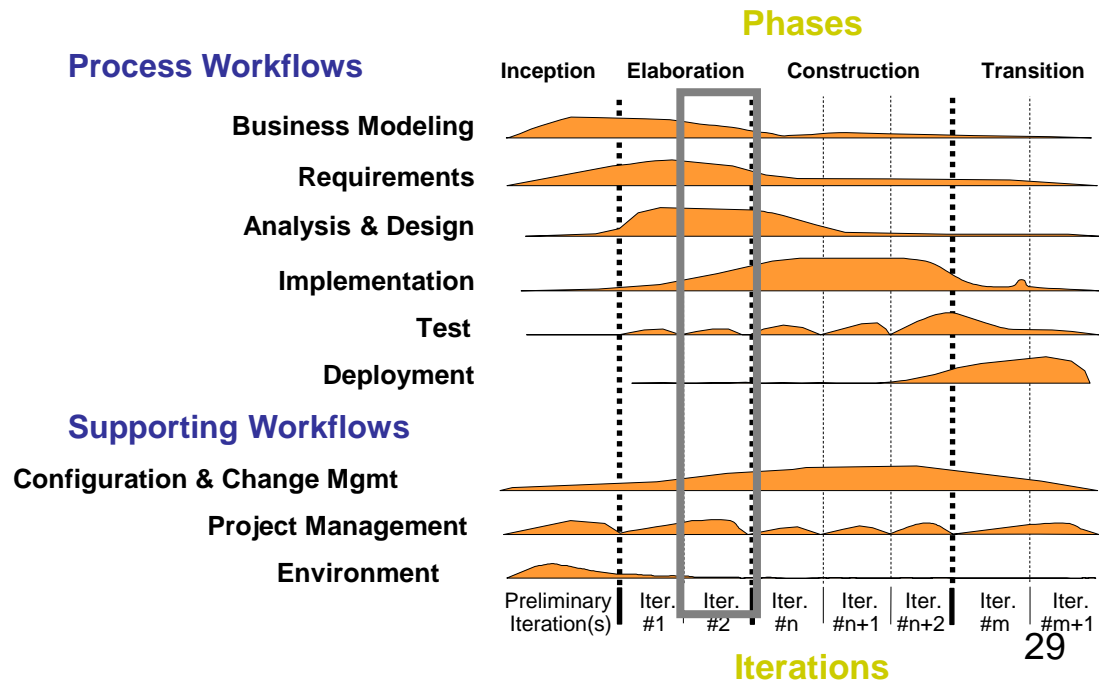 Phases
Process Workflows
Inception Elaboration Construction Transition
Business Modeling
Requirements
Analysis & Design
Implementation
Test
Deployment
Supporting Workflows
Configuration & Change Mgmt
Project Management
Environment
Preliminary Iter. Iter. Iter. Iter. Iter. Iter. Iter.
Iteration(s) #1 #2 #n #n+1 #n+2 #m #m+1
29
Iterations